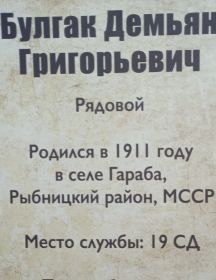 Булгак Демьян
Григорьевич
Рядовой
Родился в 1911 году
в селе Гараба,
Рыбницкий район, МССР
Место службы: 19 СД